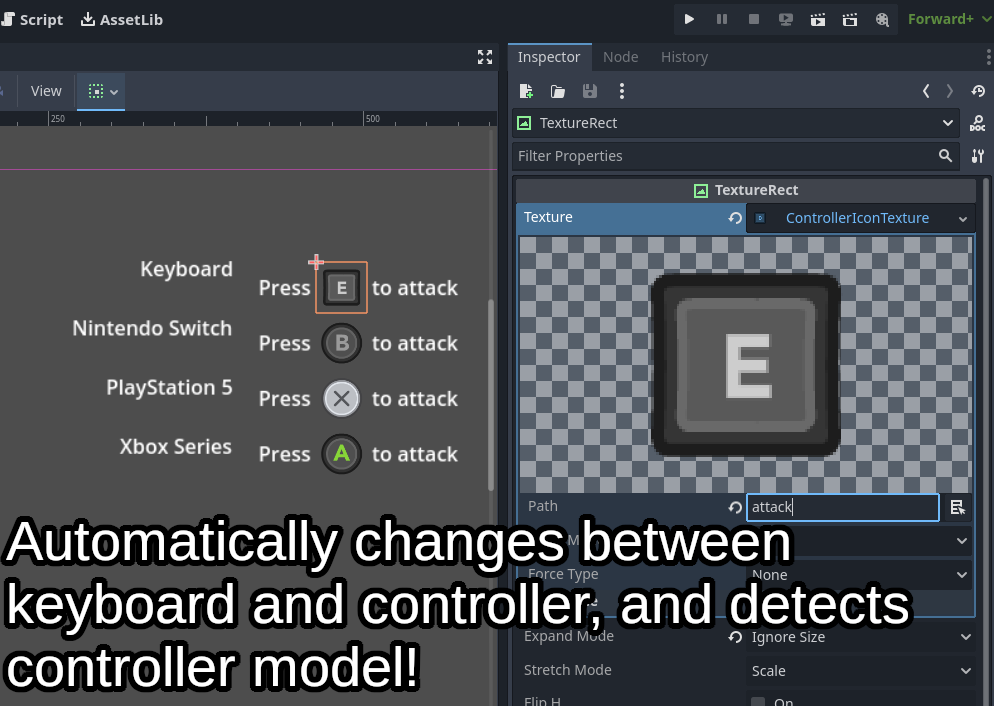 Script AssetLib Forward+
Inspector Node History
View
250 500
TextureRect
DOC
Filter Properties
TextureRect
Texture ControllerIconTexture
E
Keyboard
Press E to attack
Nintendo Switch
Press B to attack
PlayStation 5
Press to attack
Xbox Series
Press A to attack
Path attack
Force Type None
Expand Mode Ignore Size
Stretch Mode Scale
Flip H On
Automatically changes between
keyboard and controller, and detects
controller model!